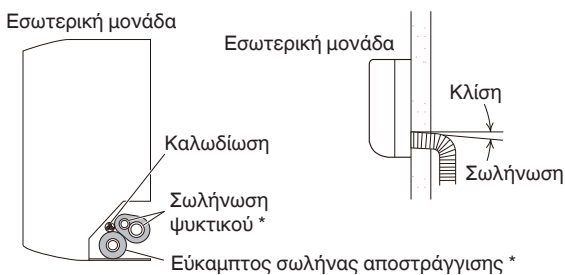 Εσωτερική μονάδα
Καλωδίωση
Σωλήνωση
ψυκτικού *
Εύκαμπτος σωλήνας αποστράγγισης *
Εσωτερική μονάδα
Κλίση
Σωλήνωση